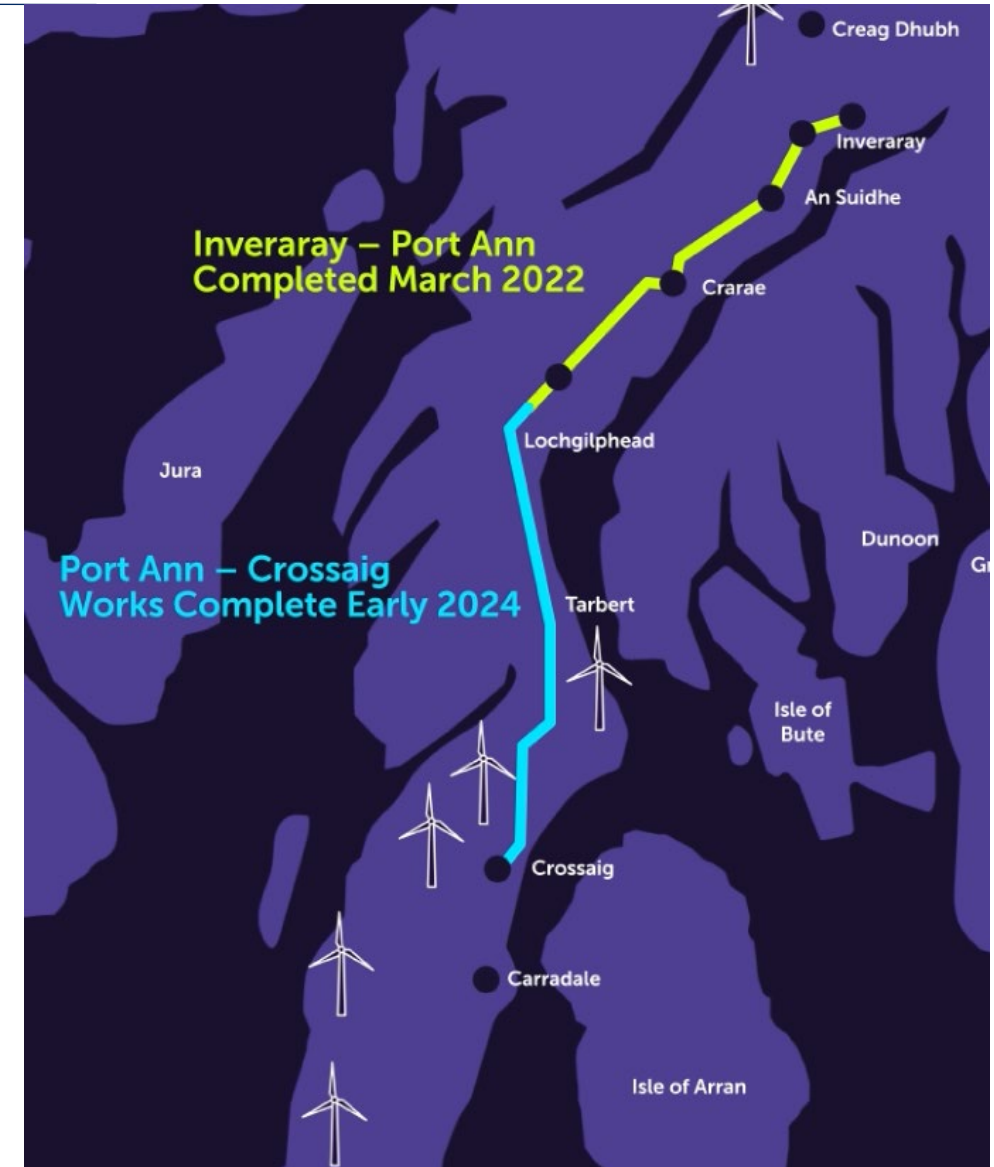 Creag Dhubh
Inveraray
An Suidhe
Inveraray – Port Ann
Completed March 2022
Crarae
Lochgilphead
Jura
Dunoon
Port Ann – Crossaig
Works Complete Early 2024
Gr
Tarbert
Isle of
Bute
Crossaig
Carradale
Isle of Arran